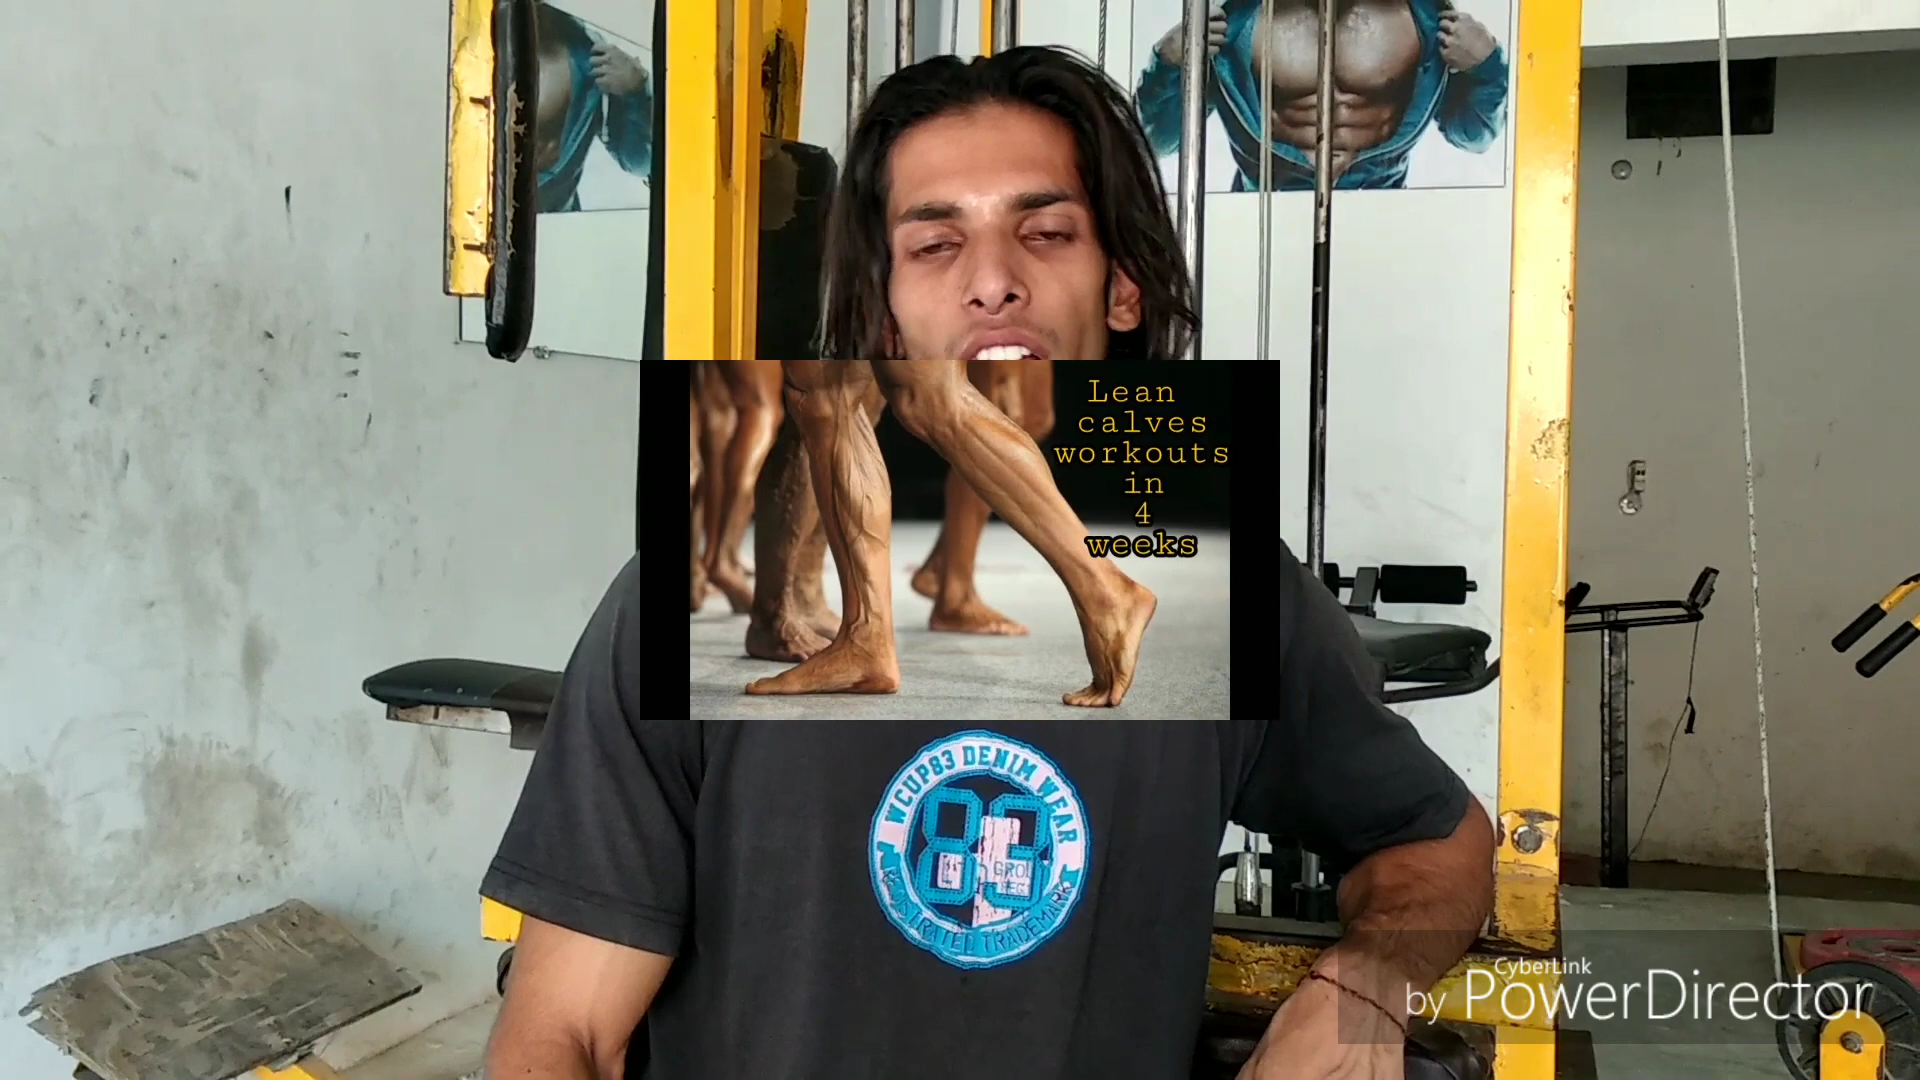 Lean
calves
workouts
in
4
weeks
WCUP83 DENIM WEAR
83
REGISTRATED TRADEMARK
CyberLink
by PowerDirector